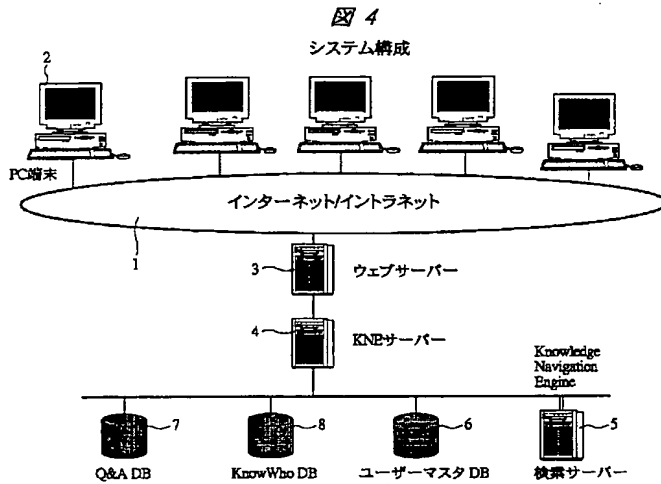 図 4
システム構成
2
PC端末
インターネット/イントラネット
1
3
ウェブサーバー
4
KNEサーバー
Knowledge
Navigation
Engine
7
8
6
5
Q&A DB
KnowWho DB
ユーザーマスタ DB
検索サーバー